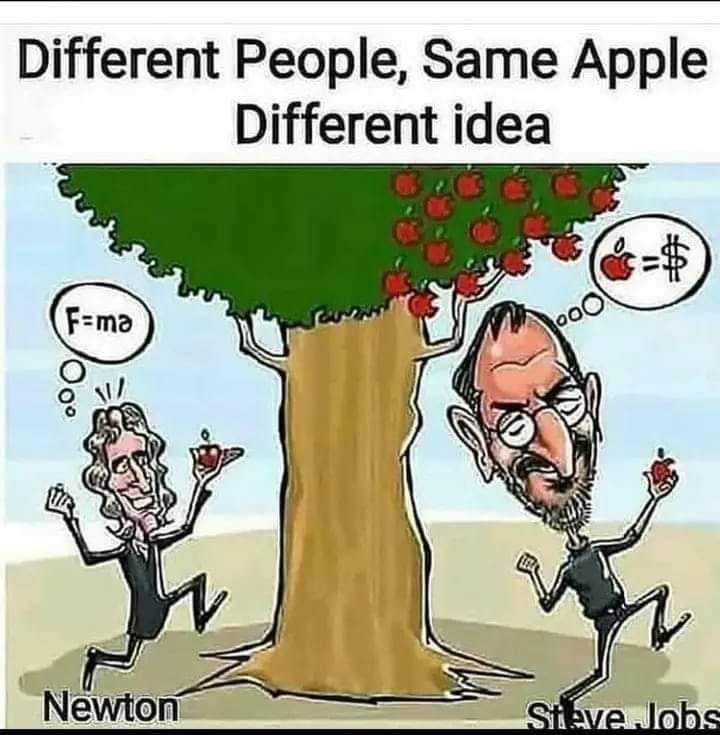 Different People, Same Apple
Different idea
F=ma
=$
Newton
Steve Jobs